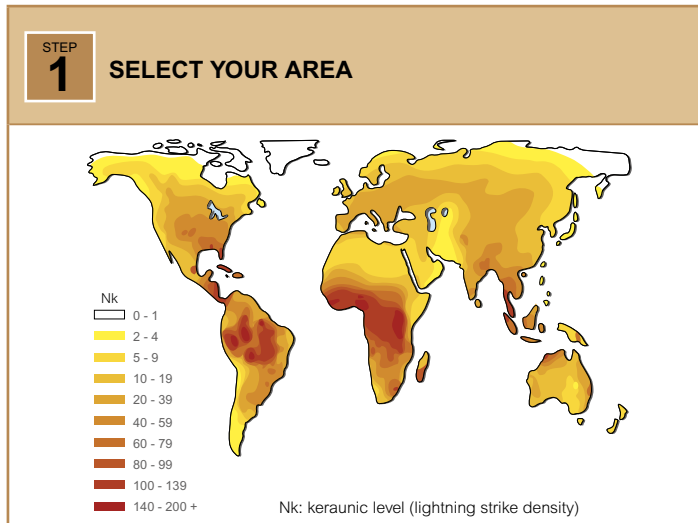 STEP
1
SELECT YOUR AREA
Nk
0 - 1
2 - 4
5 - 9
10 - 19
20 - 39
40 - 59
60 - 79
80 - 99
100 - 139
140 - 200 +
Nk: keraunic level (lightning strike density)